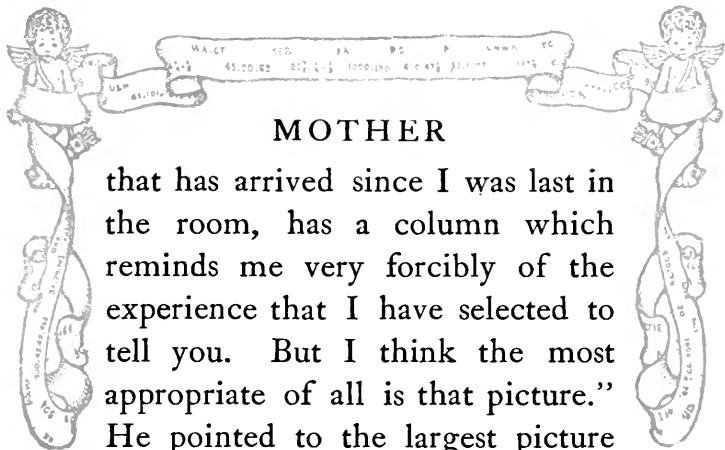 MOTHER
that has arrived since I was last in
the room, has a column which
reminds me very forcibly of the
experience that I have selected to
tell you. But I think the most
appropriate of all is that picture."
He pointed to the largest picture